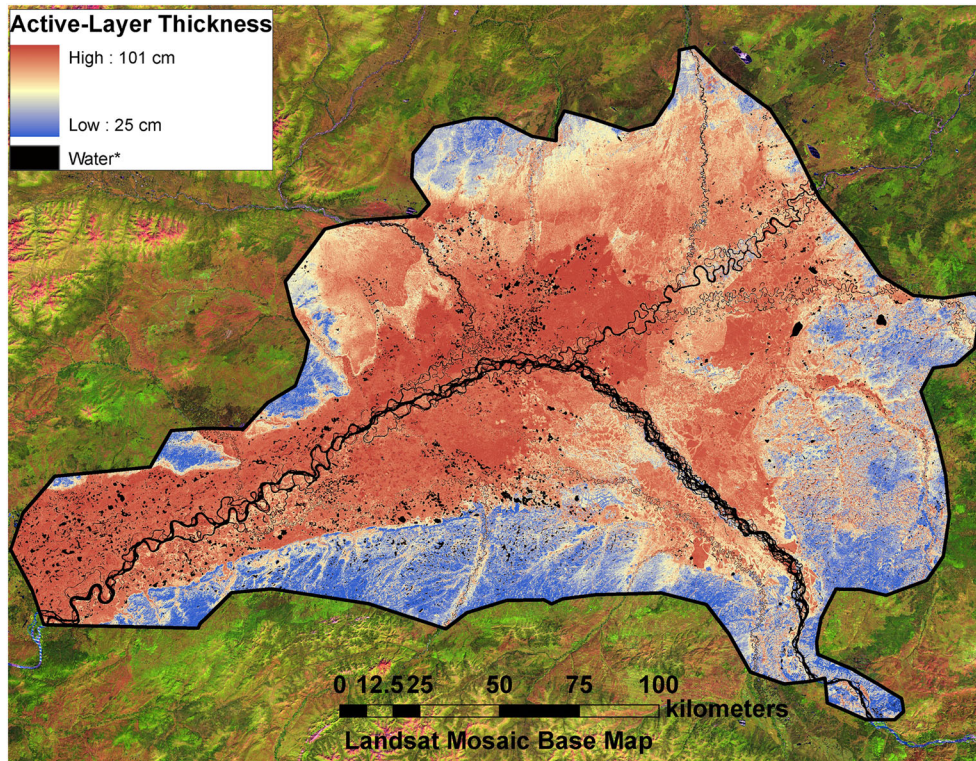 Active-Layer Thickness
High : 101 cm
Low : 25 cm
Water*
0 12.5 25 50 75 100
kilometers
Landsat Mosaic Base Map